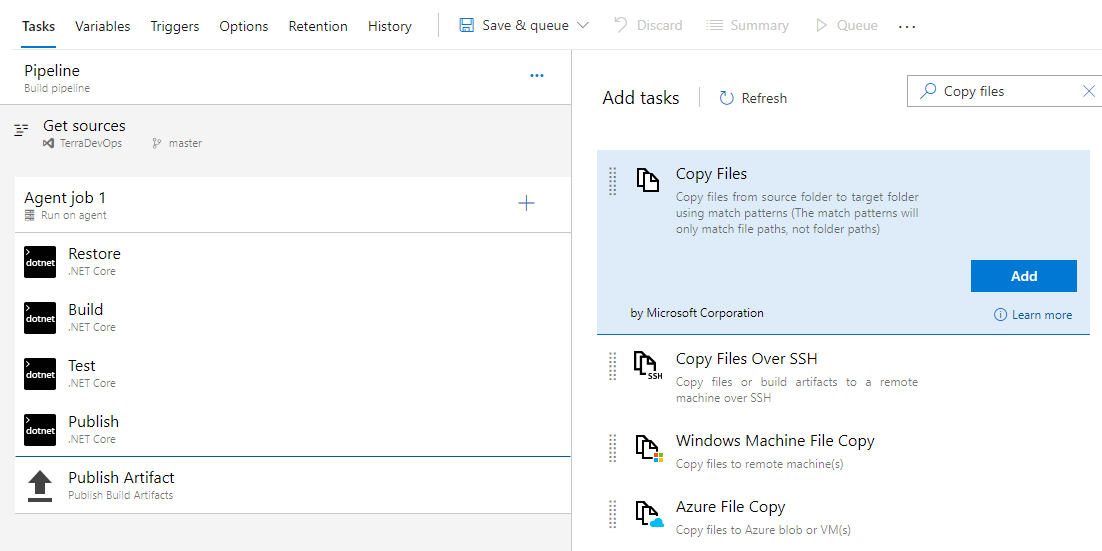 Tasks Variables Triggers Options Retention History Save & queue Discard Summary Queue ...
Pipeline ...
Build pipeline
Get sources
TerraDevOps master
Agent job 1
Run on agent
dotnet Restore
.NET Core
dotnet Build
.NET Core
dotnet Test
.NET Core
dotnet Publish
.NET Core
Publish Artifact
Publish Build Artifacts
Add tasks Refresh Copy files
Copy Files
Copy files from source folder to target folder
using match patterns (The match patterns will
only match file paths, not folder paths)
Add
by Microsoft Corporation Learn more
Copy Files Over SSH
SSH
Copy files or build artifacts to a remote
machine over SSH
Windows Machine File Copy
Copy files to remote machine(s)
Azure File Copy
Copy files to Azure blob or VM(s)